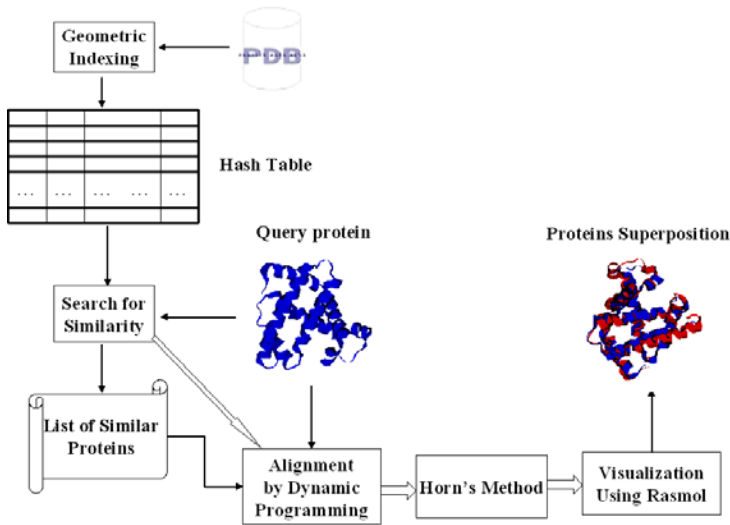 Geometric
Indexing
PDB
Hash Table
... ... ... ... ...
Query protein
Proteins Superposition
Search for
Similarity
List of Similar
Proteins
Alignment
by Dynamic
Programming
Horn's Method
Visualization
Using Rasmol